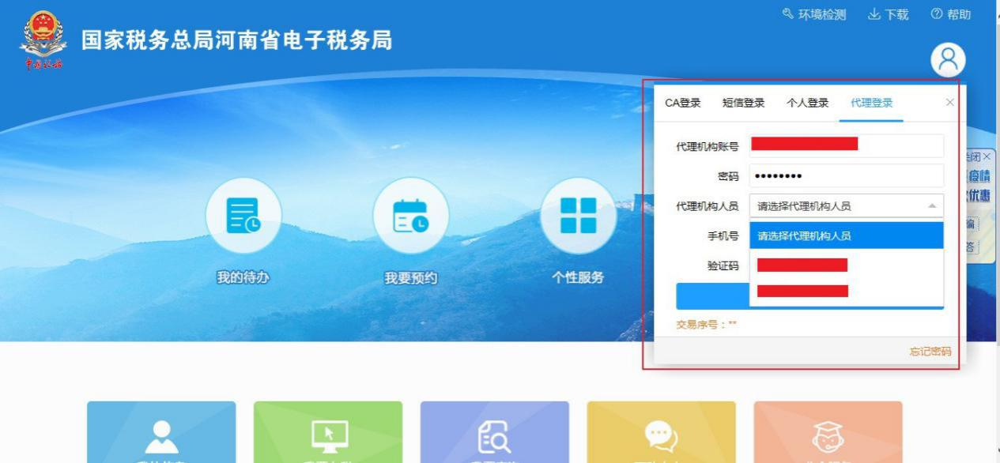 环境检测 下载 帮助
国家税务总局河南省电子税务局
中国税务
CA登录 短信登录 个人登录 代理登录 ×
代理机构账号
密码 ••••••••
代理机构人员 请选择代理机构人员
手机号 请选择代理机构人员
验证码
交易序号：**
忘记密码
闭×
疫情
优惠
编
答
我的待办 我要预约 个性服务